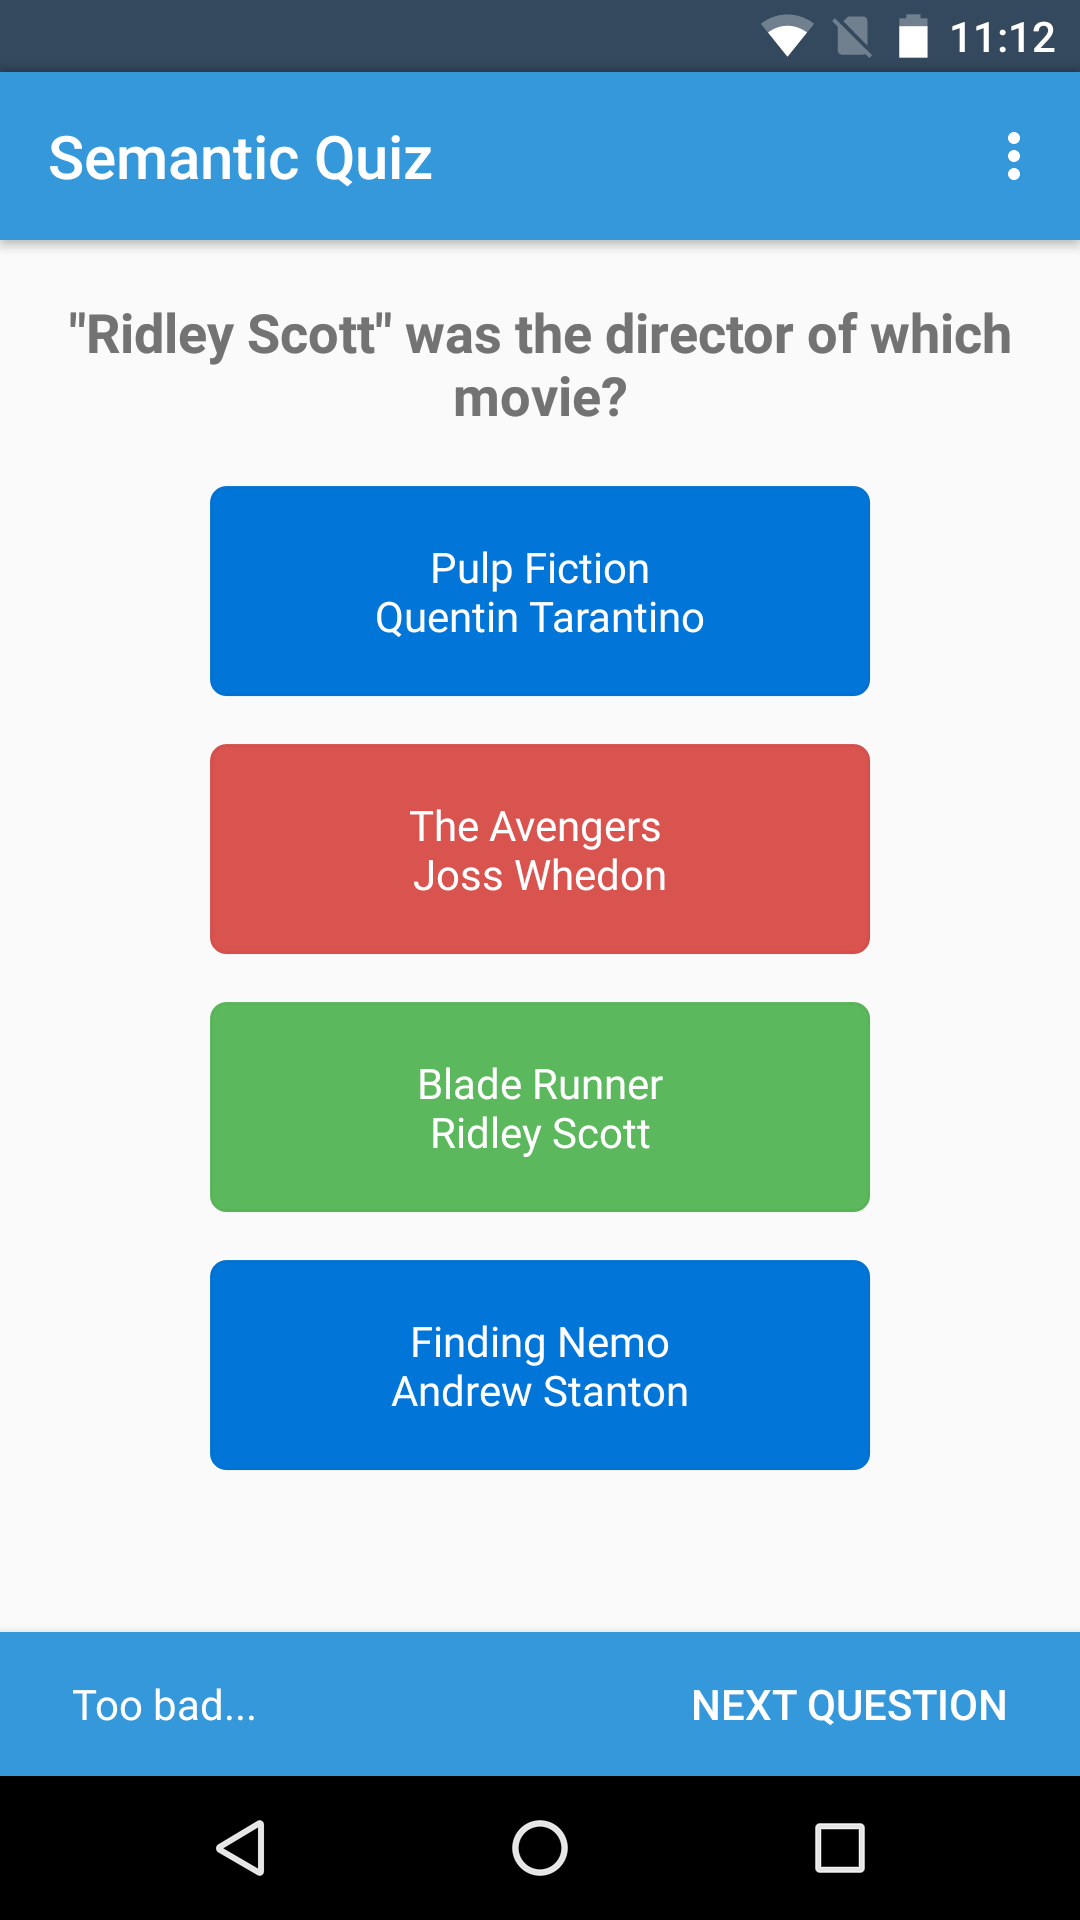 11:12
Semantic Quiz
"Ridley Scott" was the director of which
movie?
Pulp Fiction
Quentin Tarantino
The Avengers
Joss Whedon
Blade Runner
Ridley Scott
Finding Nemo
Andrew Stanton
Too bad...
NEXT QUESTION